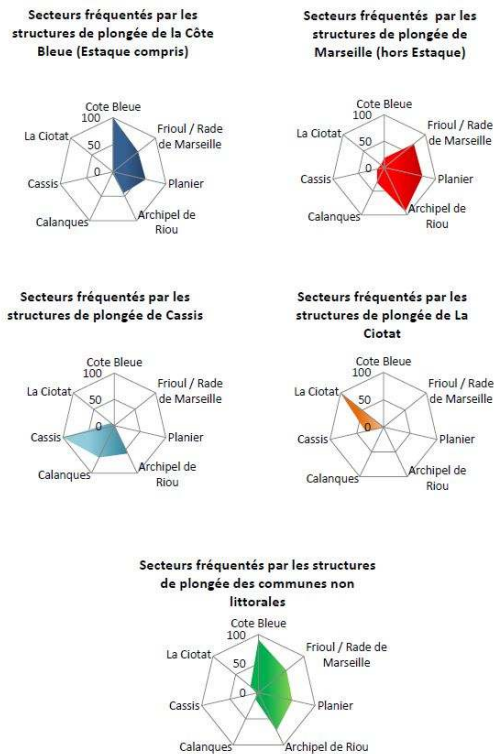 Secteurs fréquentés par les
structures de plongée de la Côte
Bleue (Estaque compris)
Cote Bleue
100
50
0
Frioul / Rade
de Marseille
Planier
Archipel de
Riou
Calanques
Cassis
La Ciotat
Secteurs fréquentés par les
structures de plongée de
Marseille (hors Estaque)
Cote Bleue
100
50
0
Frioul / Rade
de Marseille
Planier
Archipel de
Riou
Calanques
Cassis
La Ciotat
Secteurs fréquentés par les
structures de plongée de Cassis
Cote Bleue
100
50
0
Frioul / Rade
de Marseille
Planier
Archipel de
Riou
Calanques
Cassis
La Ciotat
Secteurs fréquentés par les
structures de plongée de La
Ciotat
Cote Bleue
100
50
0
Frioul / Rade
de Marseille
Planier
Archipel de
Riou
Calanques
Cassis
La Ciotat
Secteurs fréquentés par les structures
de plongée des communes non
littorales
Cote Bleue
100
50
0
Frioul / Rade
de Marseille
Planier
Archipel de Riou
Calanques
Cassis
La Ciotat